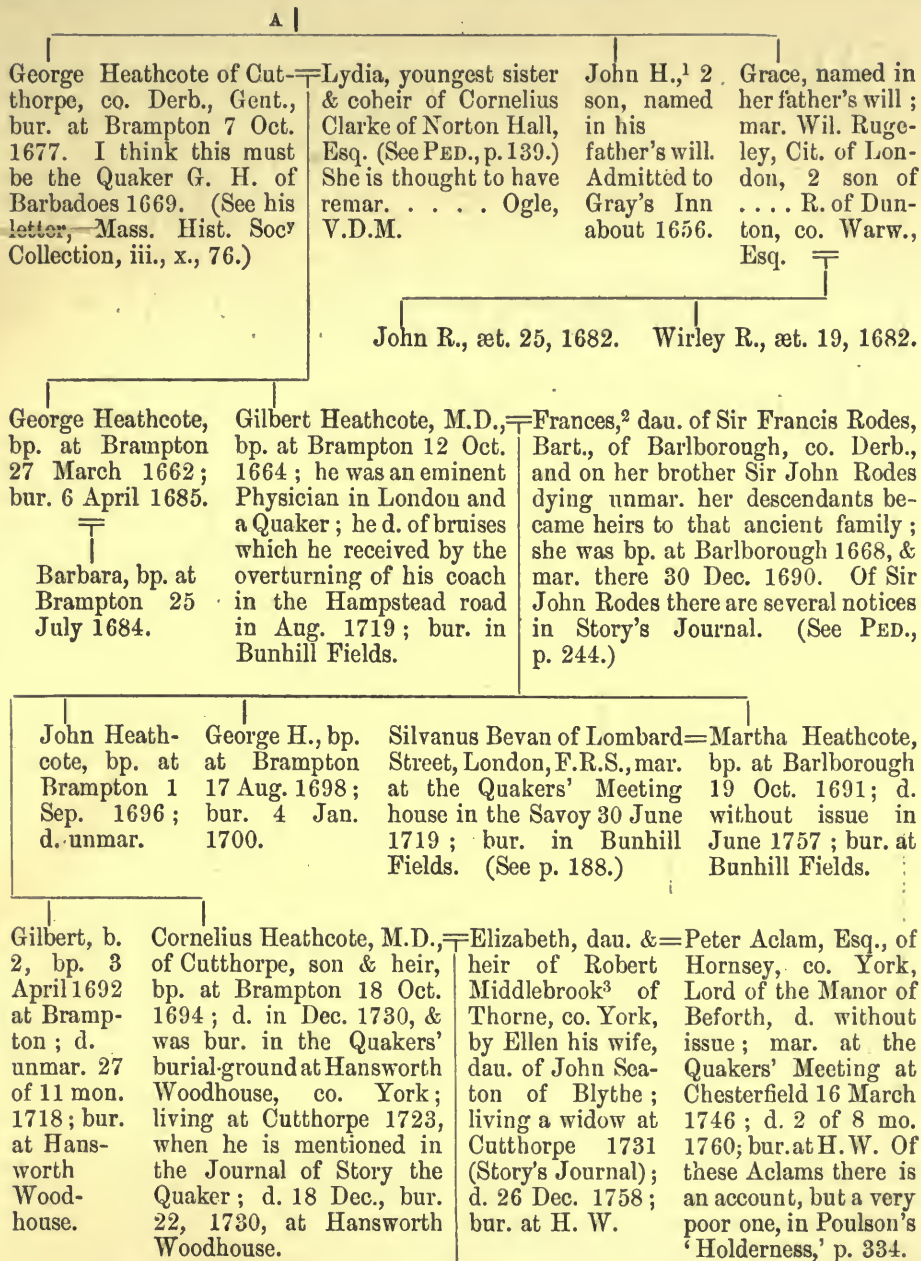 A
George Heathcote of Cut-
thorpe, co. Derb., Gent.,
bur. at Brampton 7 Oct.
1677. I think this must
be the Quaker G. H. of
Barbadoes 1669. (See his
letter, Mass. Hist. Socy
Collection, iii., x., 76.)
Lydia, youngest sister
& coheir of Cornelius
Clarke of Norton Hall,
Esq. (See PED., p. 139.)
She is thought to have
remar. . . . . . Ogle,
V.D.M.
John H.,¹ 2
son, named
in his
father's will.
Admitted to
Gray's Inn
about 1656.
Grace, named in
her father's will ;
mar. Wil. Ruge-
ley, Cit. of Lon-
don, 2 son of
. . . . R. of Dun-
ton, co. Warw.,
Esq.
John R., æt. 25, 1682. Wirley R., æt. 19, 1682.
George Heathcote,
bp. at Brampton
27 March 1662 ;
bur. 6 April 1685.
Barbara, bp. at
Brampton 25
July 1684.
Gilbert Heathcote, M.D.,
bp. at Brampton 12 Oct.
1664 ; he was an eminent
Physician in London and
a Quaker ; he d. of bruises
which he received by the
overturning of his coach
in the Hampstead road
in Aug. 1719 ; bur. in
Bunhill Fields.
Frances,² dau. of Sir Francis Rodes,
Bart., of Barlborough, co. Derb.,
and on her brother Sir John Rodes
dying unmar. her descendants be-
came heirs to that ancient family ;
she was bp. at Barlborough 1668, &
mar. there 30 Dec. 1690. Of Sir
John Rodes there are several notices
in Story's Journal. (See PED.,
p. 244.)
John Heath-
cote, bp. at
Brampton 1
Sep. 1696 ;
d. unmar.
George H., bp.
at Brampton
17 Aug. 1698 ;
bur. 4 Jan.
1700.
Silvanus Bevan of Lombard
Street, London, F.R.S., mar.
at the Quakers' Meeting
house in the Savoy 30 June
1719 ; bur. in Bunhill
Fields. (See p. 188.)
Martha Heathcote,
bp. at Barlborough
19 Oct. 1691 ; d.
without issue in
June 1757 ; bur. at
Bunhill Fields.
Gilbert, b.
2, bp. 3
April 1692
at Bramp-
ton ; d.
unmar. 27
of 11 mon.
1718 ; bur.
at Hans-
worth
Wood-
house.
Cornelius Heathcote, M.D.,
of Cutthorpe, son & heir,
bp. at Brampton 18 Oct.
1694 ; d. in Dec. 1730, &
was bur. in the Quakers'
burial-ground at Hansworth
Woodhouse, co. York ;
living at Cutthorpe 1723,
when he is mentioned in
the Journal of Story the
Quaker ; d. 18 Dec., bur.
22, 1730, at Hansworth
Woodhouse.
Elizabeth, dau. &
heir of Robert
Middlebrook³ of
Thorne, co. York,
by Ellen his wife,
dau. of John Sea-
ton of Blythe ;
living a widow at
Cutthorpe 1731
(Story's Journal) ;
d. 26 Dec. 1758 ;
bur. at H. W.
Peter Aclam, Esq., of
Hornsey, co. York,
Lord of the Manor of
Beforth, d. without
issue ; mar. at the
Quakers' Meeting at
Chesterfield 16 March
1746 ; d. 2 of 8 mo.
1760; bur. at H. W. Of
these Aclams there is
an account, but a very
poor one, in Poulson's
‘ Holderness,’ p. 334.